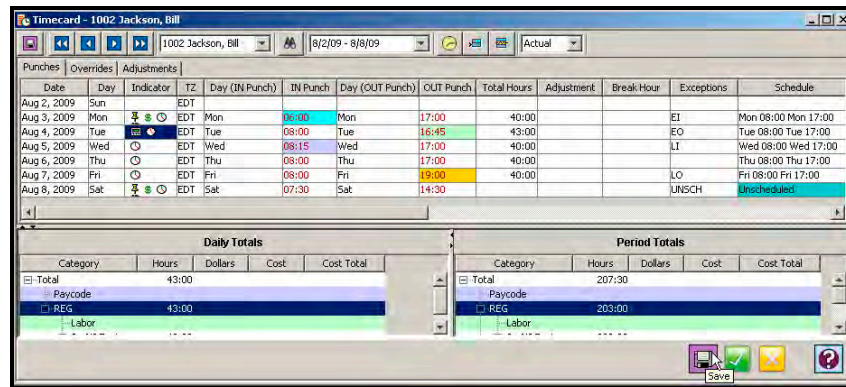 Timecard - 1002 Jackson, Bill
1002 Jackson, Bill 8/2/09 - 8/8/09 Actual
Punches Overrides Adjustments
Date Day Indicator TZ Day (IN Punch) IN Punch Day (OUT Punch) OUT Punch Total Hours Adjustment Break Hour Exceptions Schedule
Aug 2, 2009 Sun EDT
Aug 3, 2009 Mon $ EDT Mon 06:00 Mon 17:00 40:00 EI Mon 08:00 Mon 17:00
Aug 4, 2009 Tue EDT Tue 08:00 Tue 16:45 43:00 EO Tue 08:00 Tue 17:00
Aug 5, 2009 Wed EDT Wed 08:15 Wed 17:00 40:00 LI Wed 08:00 Wed 17:00
Aug 6, 2009 Thu EDT Thu 08:00 Thu 17:00 40:00 Thu 08:00 Thu 17:00
Aug 7, 2009 Fri EDT Fri 08:00 Fri 19:00 40:00 LO Fri 08:00 Fri 17:00
Aug 8, 2009 Sat $ EDT Sat 07:30 Sat 14:30 UNSCH Unscheduled
Daily Totals Period Totals
Category Hours Dollars Cost Cost Total Category Hours Dollars Cost Cost Total
Total 43:00 Total 207:30
Paycode Paycode
REG 43:00 REG 203:00
Labor Labor
Save